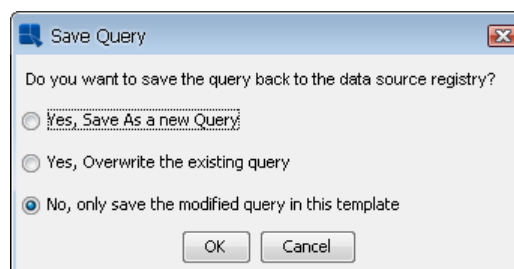 Save Query
Do you want to save the query back to the data source registry?
Yes, Save As a new Query
Yes, Overwrite the existing query
No, only save the modified query in this template
OK Cancel